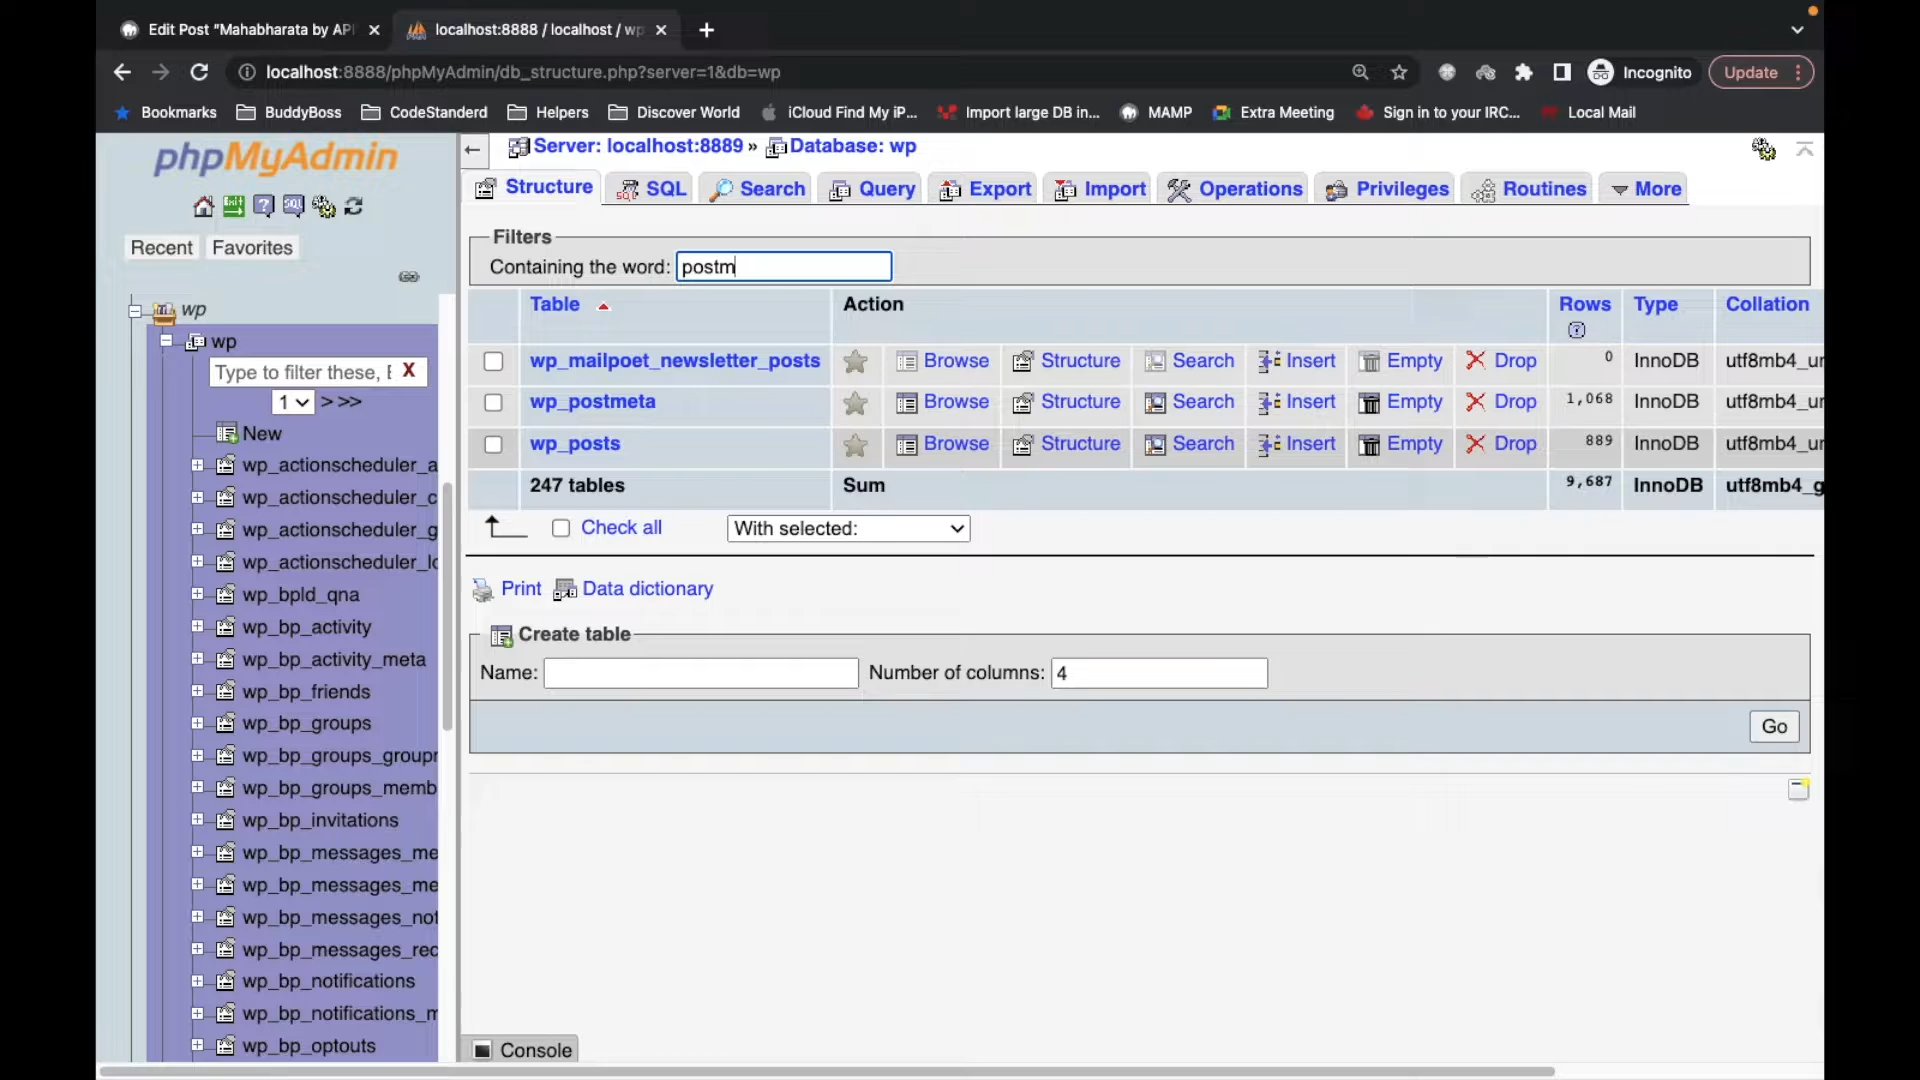 Edit Post "Mahabharata by API
localhost:8888 / localhost / wp
localhost:8888/phpMyAdmin/db_structure.php?server=1&db=wp
Incognito
Update
Bookmarks
BuddyBoss
CodeStanderd
Helpers
Discover World
iCloud Find My iP...
Import large DB in...
MAMP
Extra Meeting
Sign in to your IRC...
Local Mail
phpMyAdmin
Recent
Favorites
wp
wp
Type to filter these, E
X
1
> >>
New
wp_actionscheduler_a
wp_actionscheduler_c
wp_actionscheduler_g
wp_actionscheduler_lo
wp_bpld_qna
wp_bp_activity
wp_bp_activity_meta
wp_bp_friends
wp_bp_groups
wp_bp_groups_groupm
wp_bp_groups_memb
wp_bp_invitations
wp_bp_messages_me
wp_bp_messages_me
wp_bp_messages_not
wp_bp_messages_rec
wp_bp_notifications
wp_bp_notifications_m
wp_bp_optouts
Server: localhost:8889 » Database: wp
Structure
SQL
Search
Query
Export
Import
Operations
Privileges
Routines
More
Filters
Containing the word: postm
Table Action Rows Type Collation
wp_mailpoet_newsletter_posts Browse Structure Search Insert Empty Drop 0 InnoDB utf8mb4_un
wp_postmeta Browse Structure Search Insert Empty Drop 1,068 InnoDB utf8mb4_un
wp_posts Browse Structure Search Insert Empty Drop 889 InnoDB utf8mb4_un
247 tables Sum 9,687 InnoDB utf8mb4_g
Check all
With selected:
Print
Data dictionary
Create table
Name:
Number of columns: 4
Go
Console